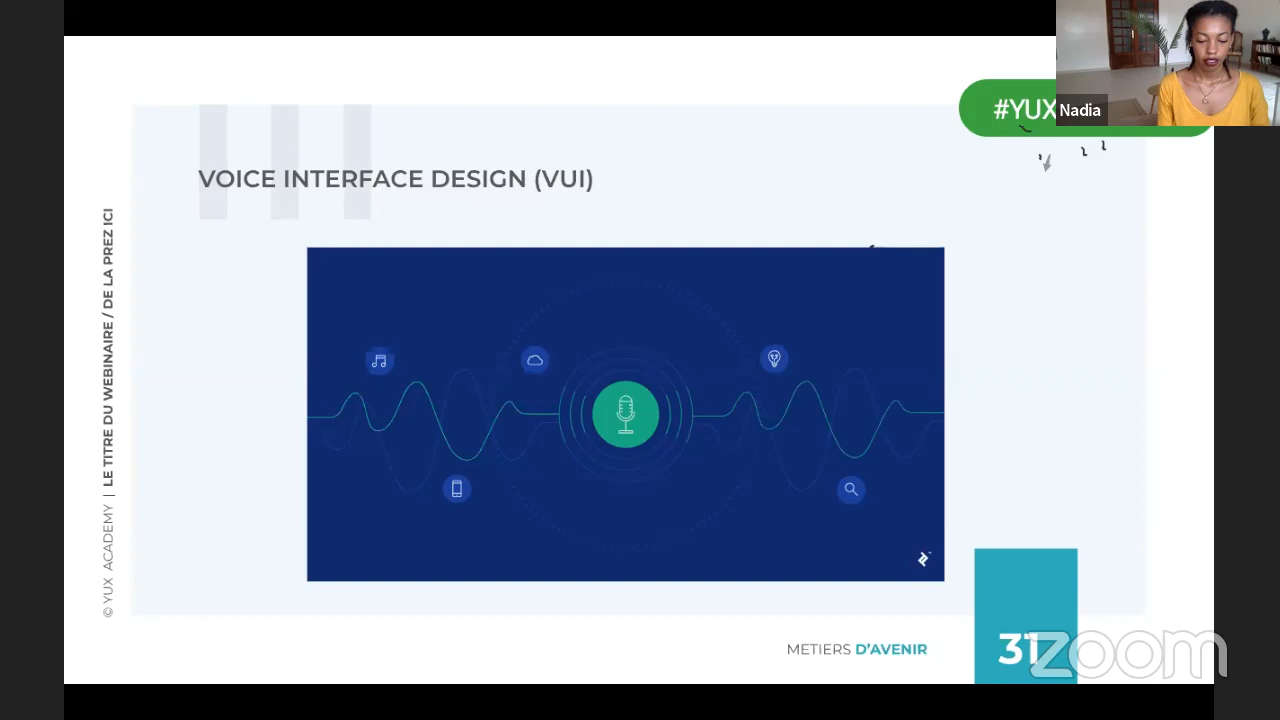 #YUX
Nadia
VOICE INTERFACE DESIGN (VUI)
© YUX ACADEMY | LE TITRE DU WEBINAIRE / DE LA PREZ ICI
METIERS D'AVENIR
31
zoom